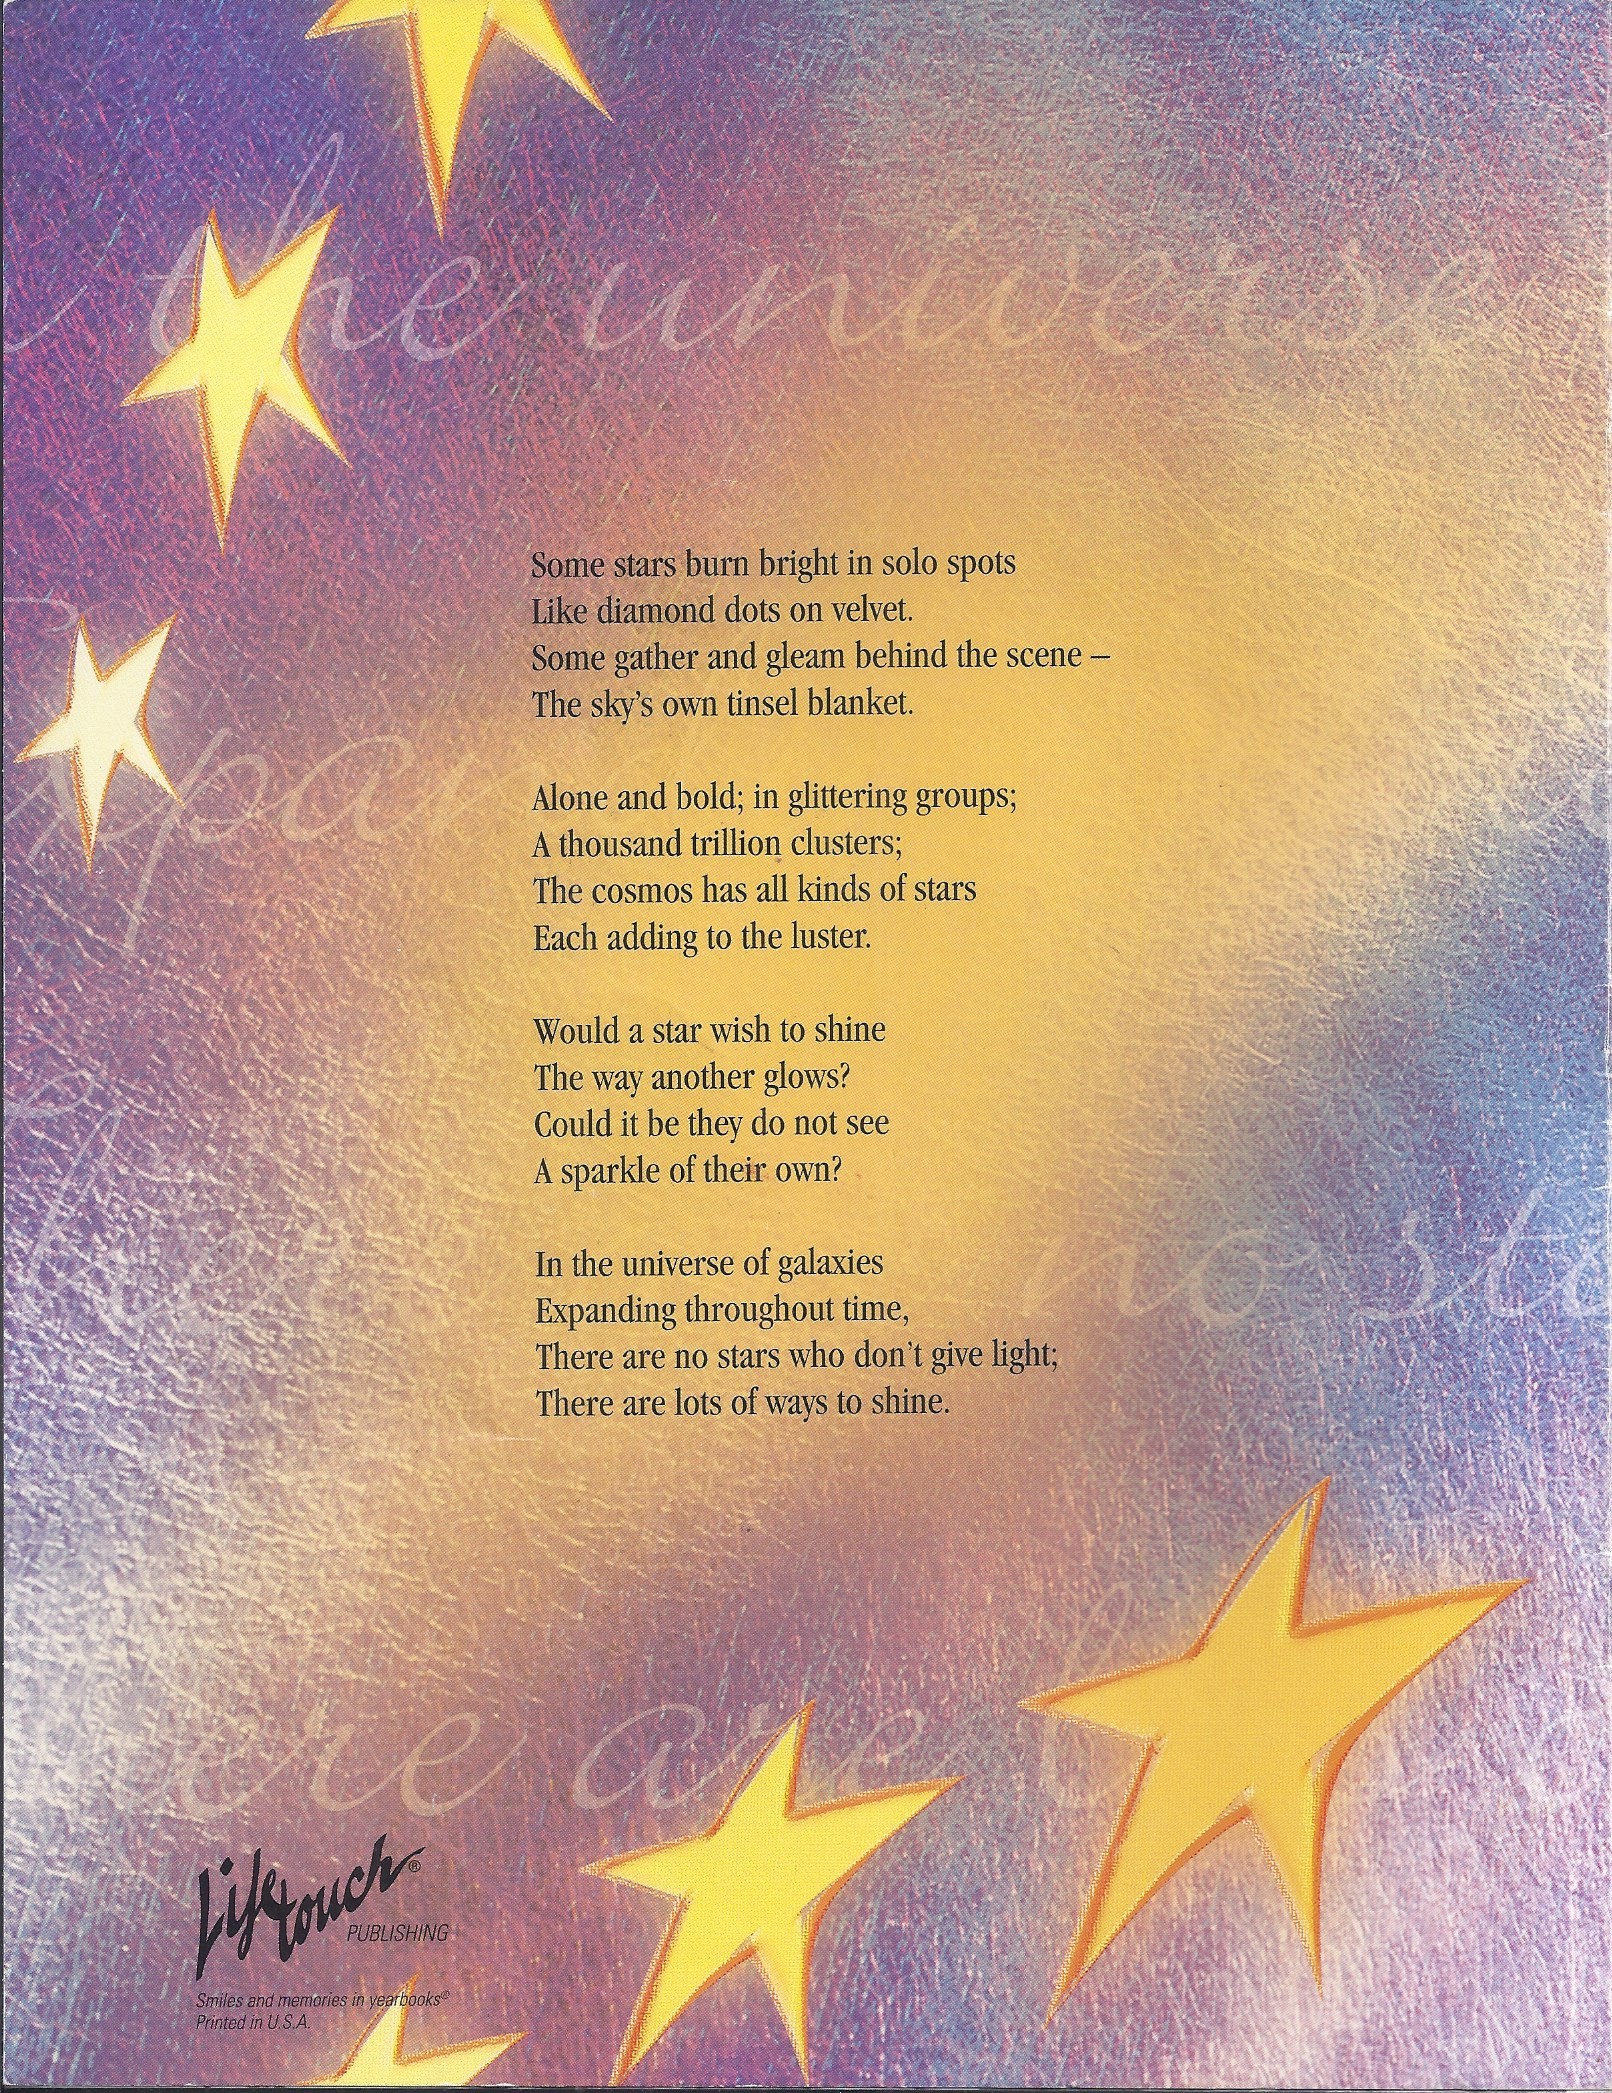 the universe
Some stars burn bright in solo spots
Like diamond dots on velvet.
Some gather and gleam behind the scene –
The sky's own tinsel blanket.
Alone and bold; in glittering groups;
A thousand trillion clusters;
The cosmos has all kinds of stars
Each adding to the luster.
Would a star wish to shine
The way another glows?
Could it be they do not see
A sparkle of their own?
In the universe of galaxies
Expanding throughout time,
There are no stars who don't give light;
There are lots of ways to shine.
ere are l
Lifetouch®
PUBLISHING
Smiles and memories in yearbooks®
Printed in U.S.A.